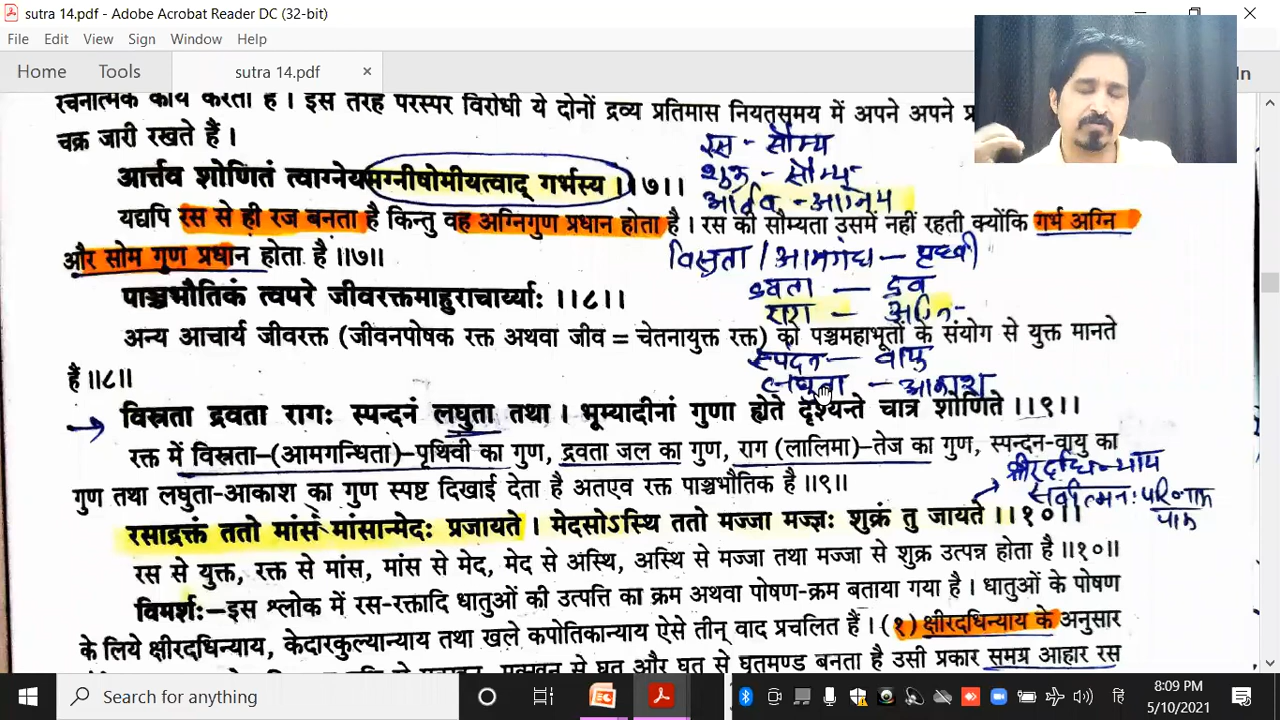 sutra 14.pdf - Adobe Acrobat Reader DC (32-bit)
File Edit View Sign Window Help
Home Tools sutra 14.pdf × In
रचनात्मक कार्य करता है । इस तरह परस्पर विरोधी ये दोनों द्रव्य प्रतिमास नियतसमय में अपने अपने
चक्र जारी रखते हैं ।
रस - सौम्य
शुक्र - सौम्य
आर्तव - आग्नेय
आर्त्तव शोणितं त्वाग्नेयमग्नीषोमीयत्वाद् गर्भस्य ।।७।।
यद्यपि रस से ही रज बनता है किन्तु वह अग्निगुण प्रधान होता है । रस की सौम्यता उसमें नहीं रहती क्योंकि गर्भ अग्नि
और सोम गुण प्रधान होता है ।।७।।
विस्रता / आमगंध — पृथ्वी
द्रवता — द्रव
राग — अग्नि
पाञ्चभौतिकं त्वपरे जीवरक्तमाहुराचार्य्याः ।।८।।
अन्य आचार्य जीवरक्त (जीवनपोषक रक्त अथवा जीव = चेतनायुक्त रक्त) को पञ्चमहाभूतों के संयोग से युक्त मानते
हैं ।।८।।
स्पंदन — वायु
लघुता — आकाश
विस्रता द्रवता रागः स्पन्दनं लघुता तथा । भूम्यादीनां गुणा ह्येते दृश्यन्ते चात्र शोणिते ।।९।।
रक्त में विस्रता–(आमगन्धिता)–पृथिवी का गुण, द्रवता जल का गुण, राग (लालिमा)–तेज का गुण, स्पन्दन-वायु का
गुण तथा लघुता-आकाश का गुण स्पष्ट दिखाई देता है अतएव रक्त पाञ्चभौतिक है ।।९।।
क्षीरदधिन्याय
रसाद्रक्तं ततो मांसं मांसान्मेदः प्रजायते । मेदसोऽस्थि ततो मज्जा मज्ज्ञः शुक्रं तु जायते ।।१०।।
रस से युक्त, रक्त से मांस, मांस से मेद, मेद से अस्थि, अस्थि से मज्जा तथा मज्जा से शुक्र उत्पन्न होता है ।।१०।।
विमर्शः–इस श्लोक में रस-रक्तादि धातुओं की उत्पत्ति का क्रम अथवा पोषण-क्रम बताया गया है । धातुओं के पोषण
के लिये क्षीरदधिन्याय, केदारकुल्यान्याय तथा खले कपोतिकान्याय ऐसे तीन् वाद प्रचलित हैं । (१) क्षीरदधिन्याय के अनुसार
घृत और घृत से घृतमण्ड बनता है उसी प्रकार समग्र आहार रस
Search for anything
हि
8:09 PM
5/10/2021